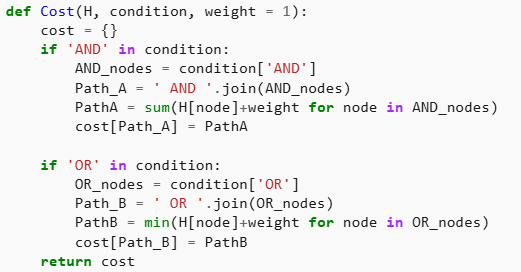 def Cost(H, condition, weight = 1):
    cost = {}
    if 'AND' in condition:
        AND_nodes = condition['AND']
        Path_A = ' AND '.join(AND_nodes)
        PathA = sum(H[node]+weight for node in AND_nodes)
        cost[Path_A] = PathA

    if 'OR' in condition:
        OR_nodes = condition['OR']
        Path_B = ' OR '.join(OR_nodes)
        PathB = min(H[node]+weight for node in OR_nodes)
        cost[Path_B] = PathB
    return cost